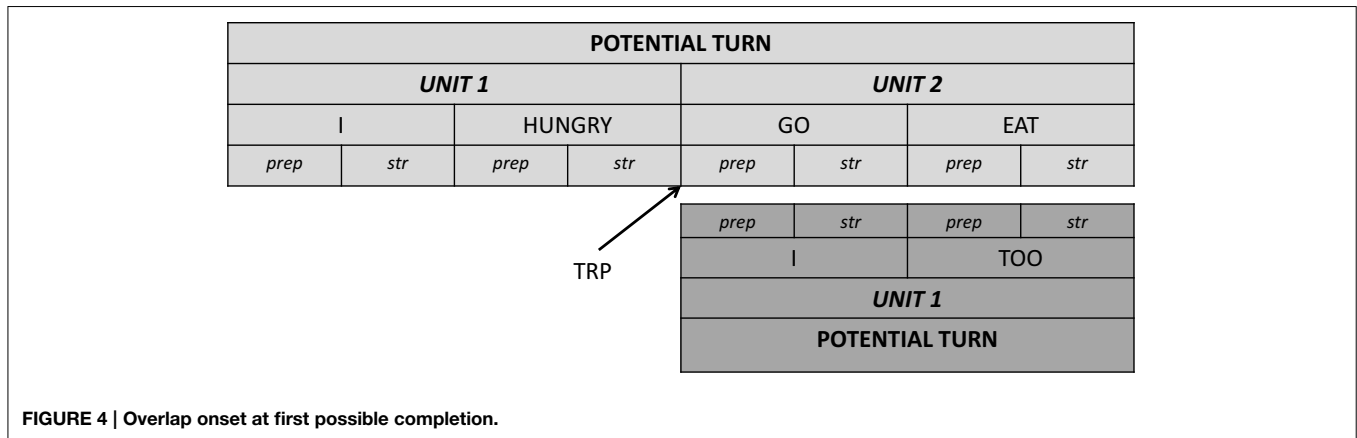 POTENTIAL TURN
UNIT 1 UNIT 2
I HUNGRY GO EAT
prep str prep str prep str prep str
prep str prep str
TRP I TOO
UNIT 1
POTENTIAL TURN
FIGURE 4 | Overlap onset at first possible completion.